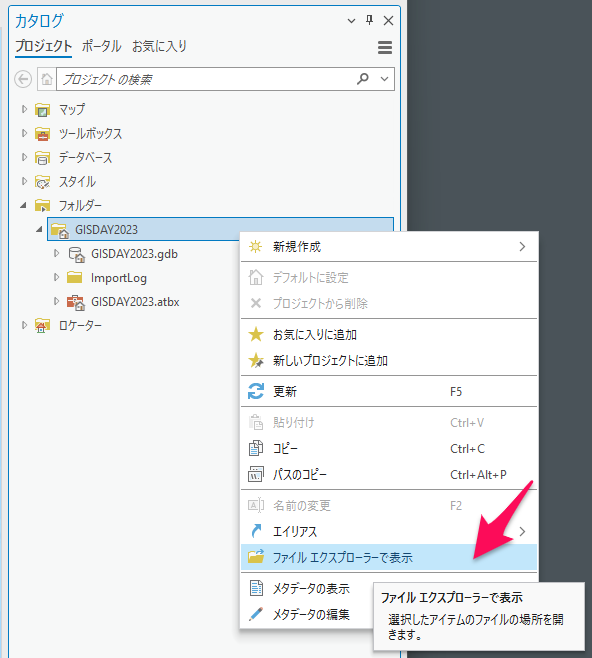 カタログ
プロジェクト ポータル お気に入り
プロジェクト の検索
マップ
ツールボックス
データベース
スタイル
フォルダー
GISDAY2023
GISDAY2023.gdb
ImportLog
GISDAY2023.atbx
ロケーター
新規作成
デフォルトに設定
プロジェクトから削除
お気に入りに追加
新しいプロジェクトに追加
更新 F5
貼り付け Ctrl+V
コピー Ctrl+C
パスのコピー Ctrl+Alt+P
名前の変更 F2
エイリアス
ファイル エクスプローラーで表示
メタデータの表示
メタデータの編集
ファイル エクスプローラーで表示
選択したアイテムのファイルの場所を開
きます。